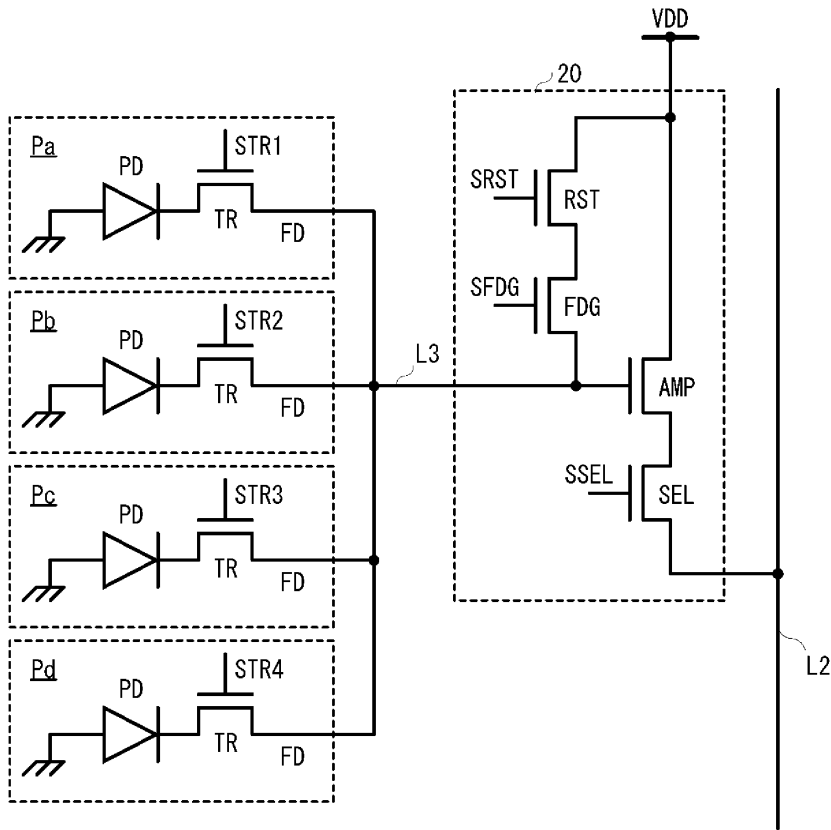 VDD
20
Pa
PD
STR1
TR
FD
SRST
RST
SFDG
FDG
Pb
PD
STR2
TR
FD
L3
AMP
Pc
PD
STR3
TR
FD
SSEL
SEL
Pd
PD
STR4
TR
FD
L2